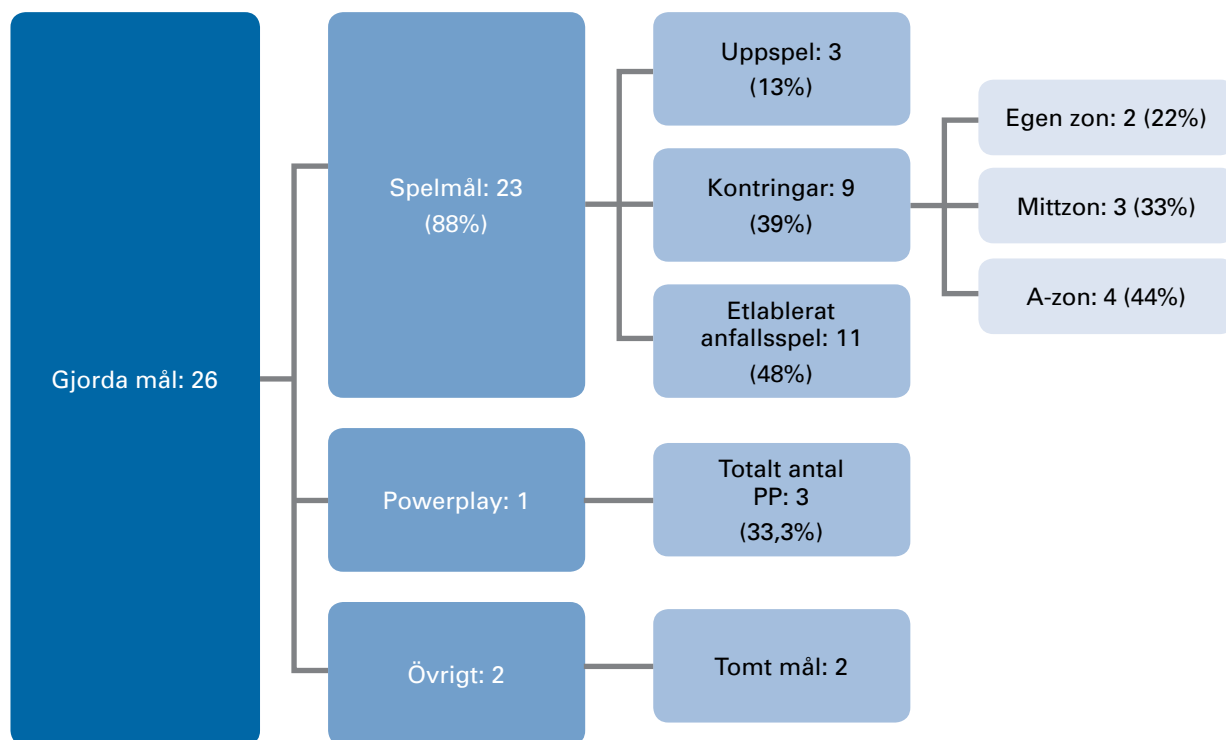 Gjorda mål: 26
Spelmål: 23
(88%)
Uppspel: 3
(13%)
Kontringar: 9
(39%)
Egen zon: 2 (22%)
Mittzon: 3 (33%)
A-zon: 4 (44%)
Etlablerat
anfallsspel: 11
(48%)
Powerplay: 1
Totalt antal
PP: 3
(33,3%)
Övrigt: 2
Tomt mål: 2